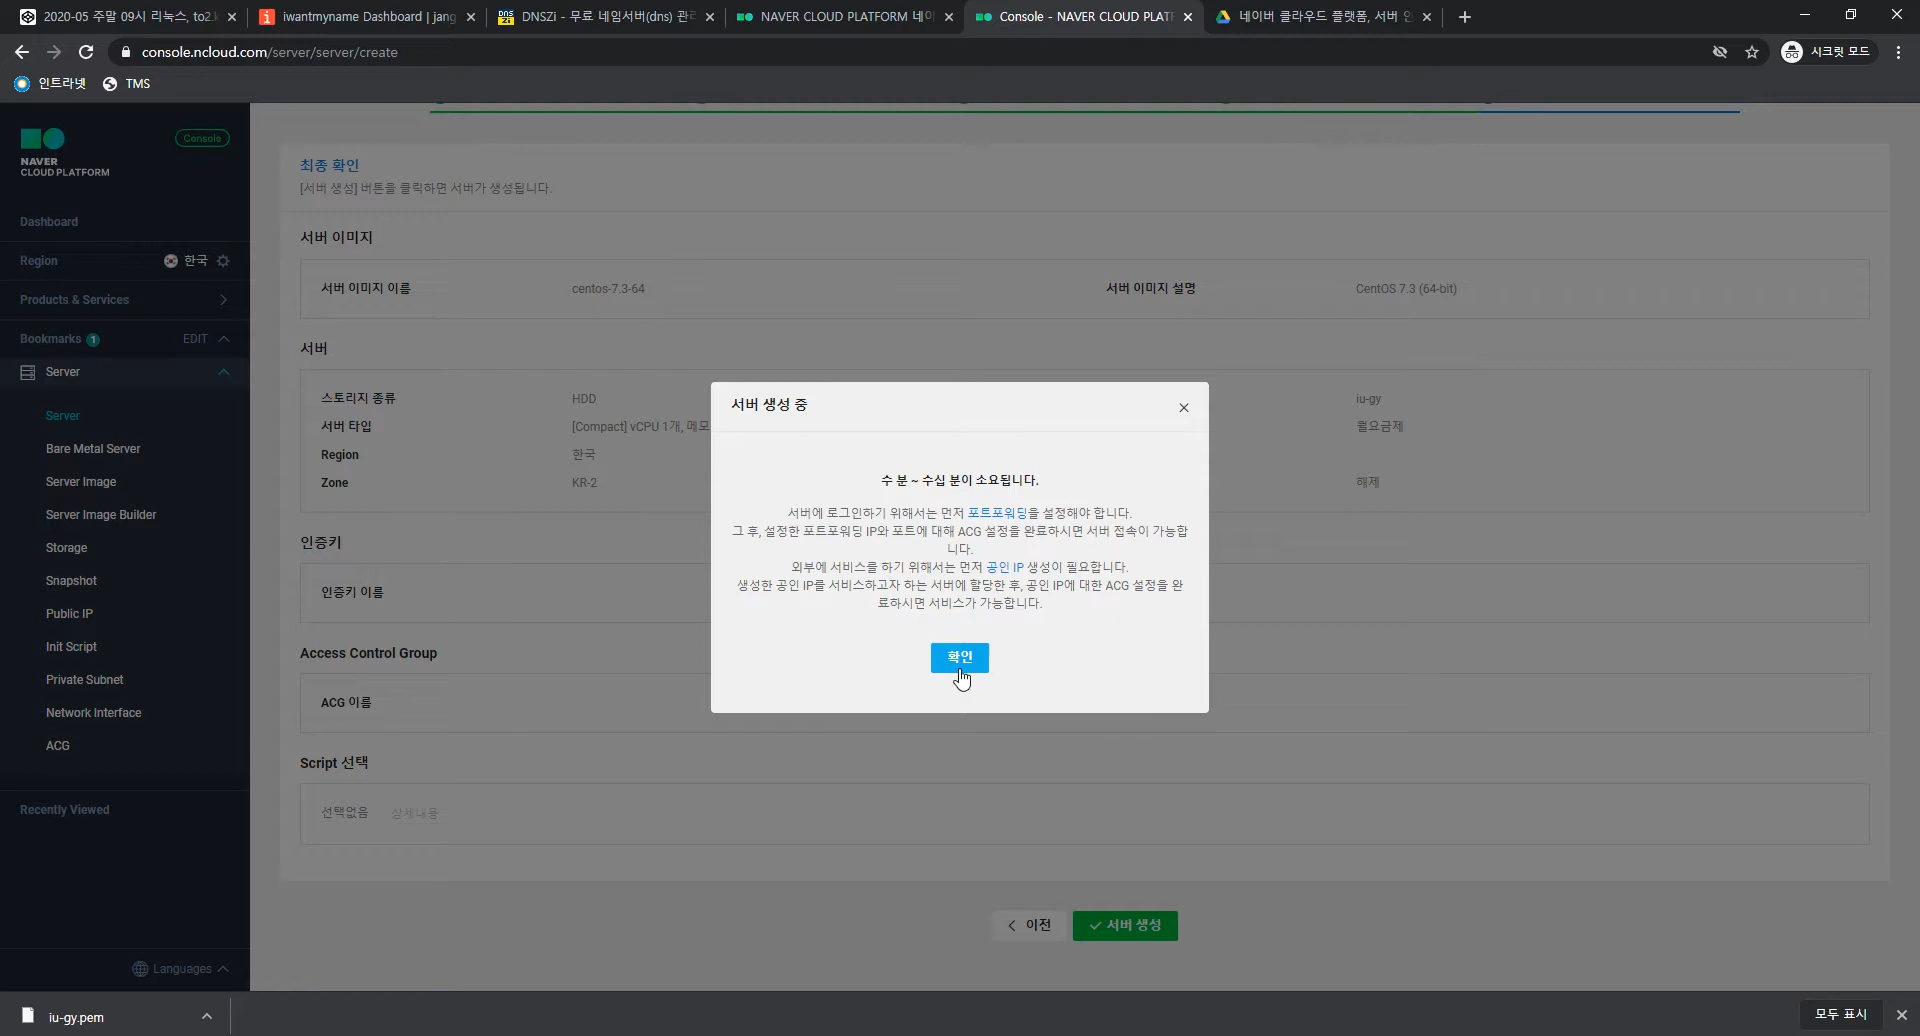 2020-05 주말 09시 리눅스, to2.
iwantmyname Dashboard | jang
DNSZi - 무료 네임서버(dns) 관리
NAVER CLOUD PLATFORM 네이
Console - NAVER CLOUD PLAT
네이버 클라우드 플랫폼, 서버 인
console.ncloud.com/server/server/create
시크릿 모드
인트라넷
TMS
NAVER
CLOUD PLATFORM
Console
Dashboard
Region
한국
Products & Services
Bookmarks 1
EDIT
Server
Server
Bare Metal Server
Server Image
Server Image Builder
Storage
Snapshot
Public IP
Init Script
Private Subnet
Network Interface
ACG
Recently Viewed
Languages
최종 확인
[서버 생성] 버튼을 클릭하면 서버가 생성됩니다.
서버 이미지
서버 이미지 이름
centos-7.3-64
서버 이미지 설명
CentOS 7.3 (64-bit)
서버
스토리지 종류
HDD
iu-gy
서버 타입
[Compact] vCPU 1개, 메모
월요금제
Region
한국
Zone
KR-2
해제
인증키
인증키 이름
Access Control Group
ACG 이름
Script 선택
선택없음
상세내용
이전
서버 생성
서버 생성 중
수 분 ~ 수십 분이 소요됩니다.
서버에 로그인하기 위해서는 먼저 포트포워딩을 설정해야 합니다.
그 후, 설정한 포트포워딩 IP와 포트에 대해 ACG 설정을 완료하시면 서버 접속이 가능합
니다.
외부에 서비스를 하기 위해서는 먼저 공인 IP 생성이 필요합니다.
생성한 공인 IP를 서비스하고자 하는 서버에 할당한 후, 공인 IP에 대한 ACG 설정을 완
료하시면 서비스가 가능합니다.
확인
iu-gy.pem
모두 표시